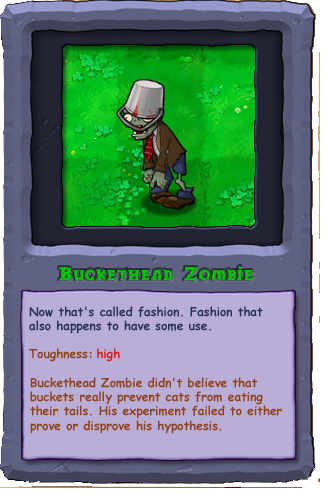 Buckethead Zombie
Now that's called fashion. Fashion that
also happens to have some use.
Toughness: high
Buckethead Zombie didn't believe that
buckets really prevent cats from eating
their tails. His experiment failed to either
prove or disprove his hypothesis.